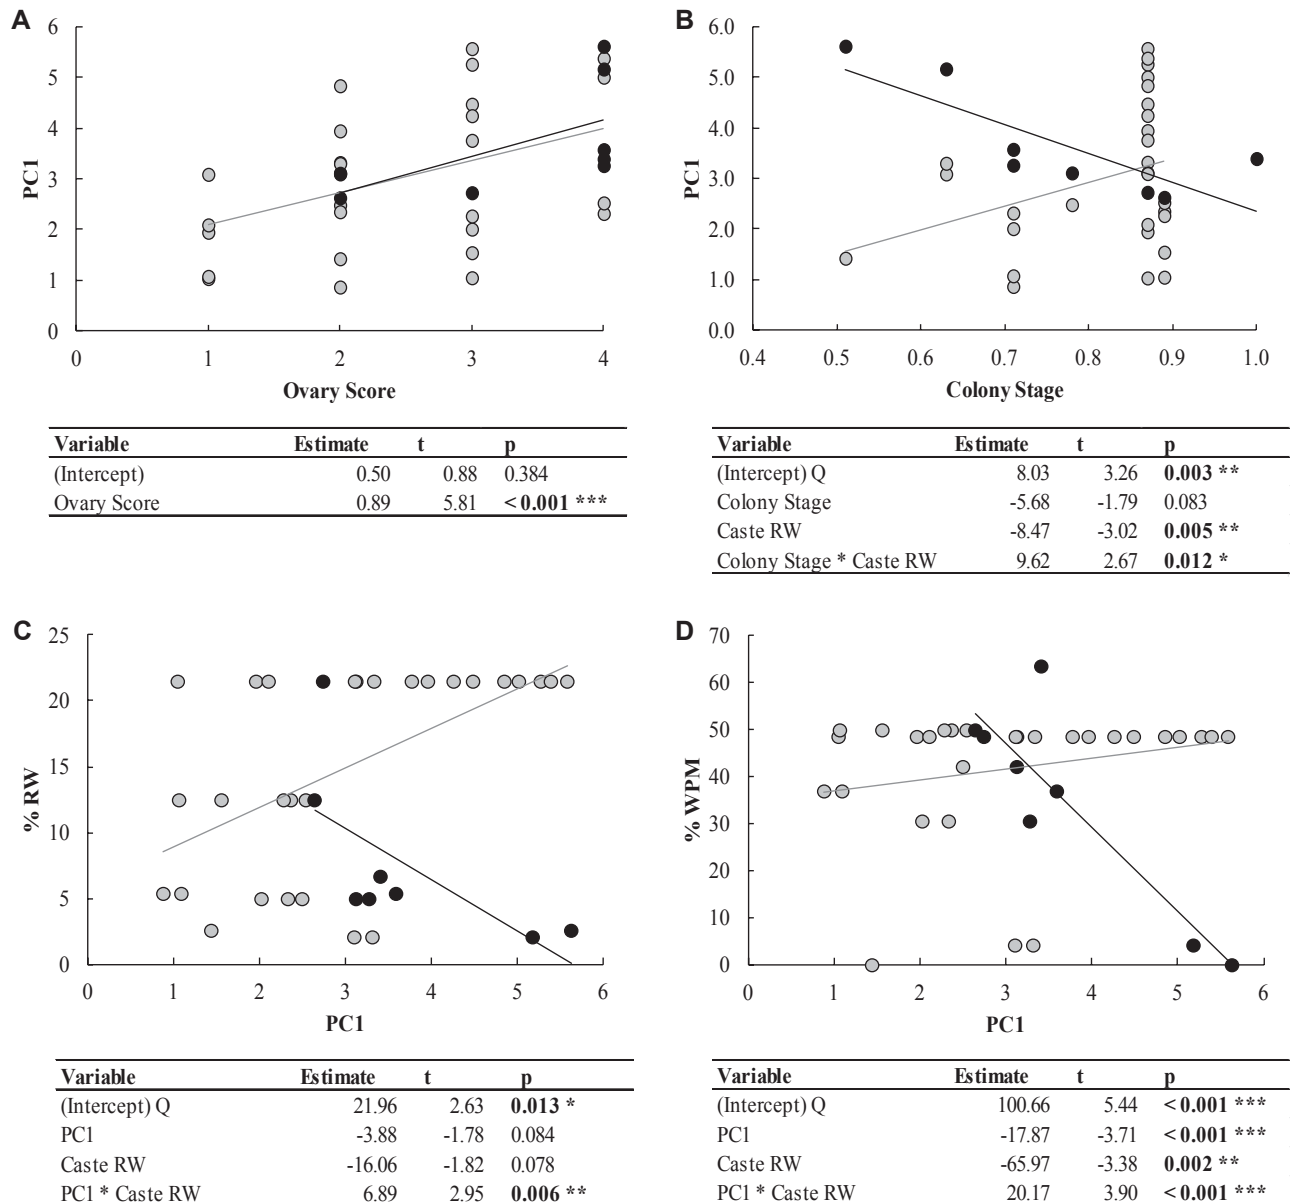 A
PC1
6
5
4
3
2
1
0
0 1 2 3 4
Ovary Score
Variable Estimate t p
(Intercept) 0.50 0.88 0.384
Ovary Score 0.89 5.81 < 0.001 ***
B
PC1
6.0
5.0
4.0
3.0
2.0
1.0
0.0
0.4 0.5 0.6 0.7 0.8 0.9 1.0
Colony Stage
Variable Estimate t p
(Intercept) Q 8.03 3.26 0.003 **
Colony Stage -5.68 -1.79 0.083
Caste RW -8.47 -3.02 0.005 **
Colony Stage * Caste RW 9.62 2.67 0.012 *
C
% RW
25
20
15
10
5
0
0 1 2 3 4 5 6
PC1
Variable Estimate t p
(Intercept) Q 21.96 2.63 0.013 *
PC1 -3.88 -1.78 0.084
Caste RW -16.06 -1.82 0.078
PC1 * Caste RW 6.89 2.95 0.006 **
D
% WPM
70
60
50
40
30
20
10
0
0 1 2 3 4 5 6
PC1
Variable Estimate t p
(Intercept) Q 100.66 5.44 < 0.001 ***
PC1 -17.87 -3.71 < 0.001 ***
Caste RW -65.97 -3.38 0.002 **
PC1 * Caste RW 20.17 3.90 < 0.001 ***